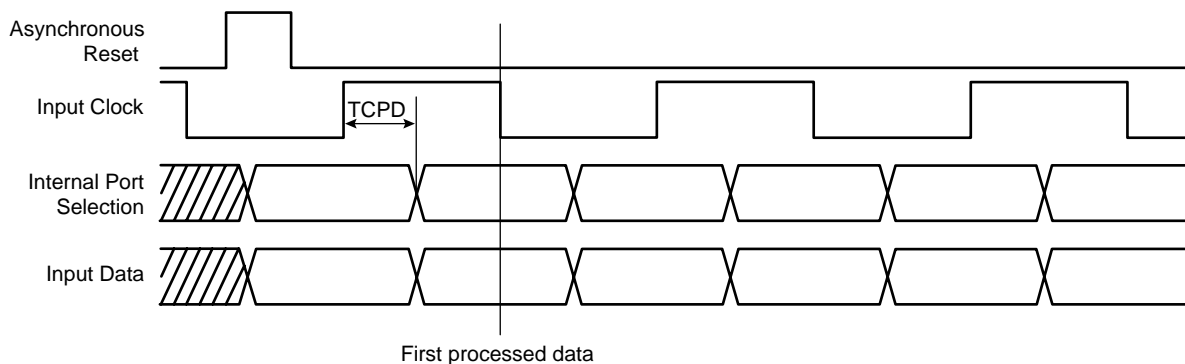 Asynchronous
Reset
Input Clock
TCPD
Internal Port
Selection
Input Data
First processed data